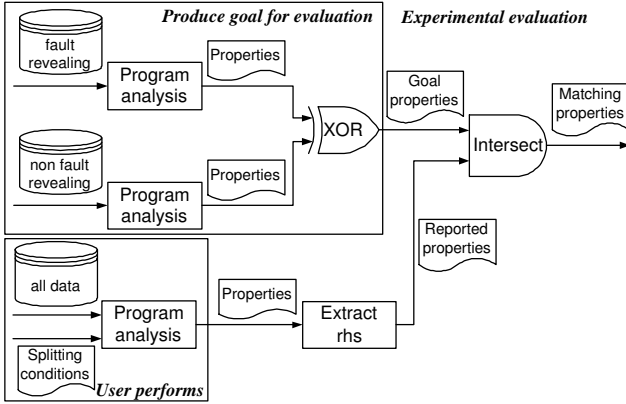 Produce goal for evaluation
Experimental evaluation
fault
revealing
Program
analysis
Properties
non fault
revealing
Program
analysis
Properties
XOR
Goal
properties
Intersect
Matching
properties
Reported
properties
all data
Splitting
conditions
Program
analysis
User performs
Properties
Extract
rhs